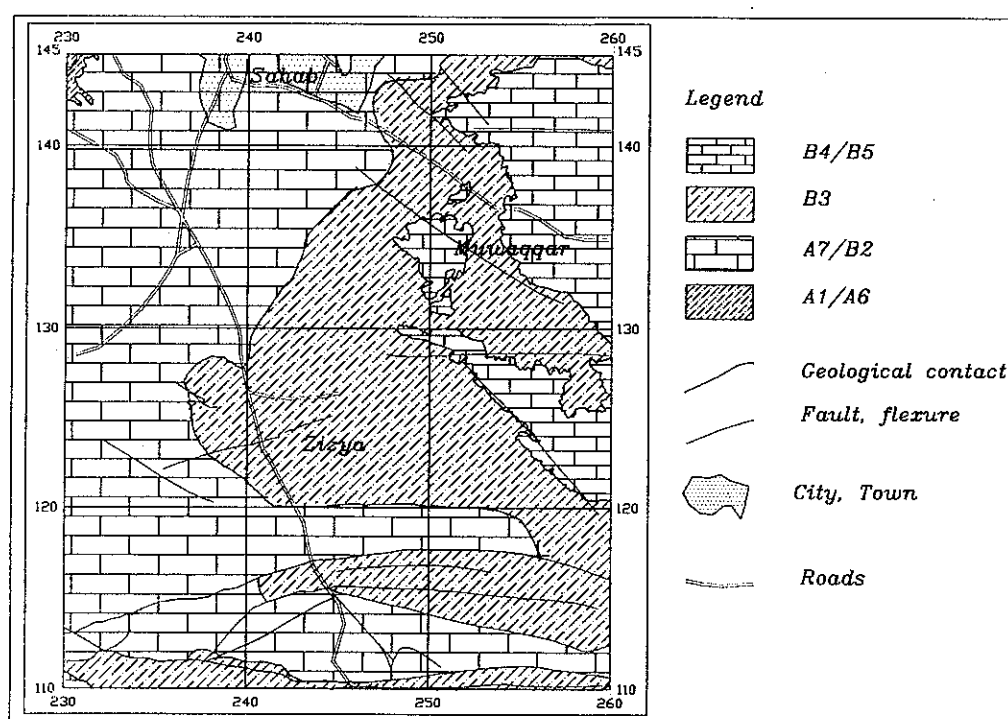 230 240 250 260
145 145
Sahab
140 140
Muwaqqar
130 130
Zizya
120 120
110 110
230 240 250 260
Legend
B4/B5
B3
A7/B2
A1/A6
Geological contact
Fault, flexure
City, Town
Roads